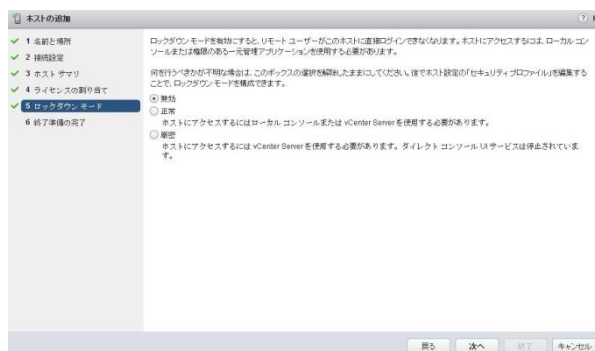 ホストの追加
1 名前と場所
2 接続設定
3 ホスト サマリ
4 ライセンスの割り当て
5 ロックダウン モード
6 終了準備の完了
ロックダウン モードを有効にすると、リモート ユーザーがこのホストに直接ログインできなくなります。ホストにアクセスするには、ローカル コン
ソールまたは権限のある一元管理アプリケーションを使用する必要があります。
何を行うべきかが不明な場合は、このボックスの選択を解除したままにしてください。後でホスト設定の「セキュリティ プロファイル」を編集する
ことで、ロックダウン モードを構成できます。
無効
正常
ホストにアクセスするにはローカル コンソールまたは vCenter Server を使用する必要があります。
厳密
ホストにアクセスするには vCenter Server を使用する必要があります。ダイレクト コンソール UI サービスは停止されていま
す。
戻る 次へ 終了 キャンセル